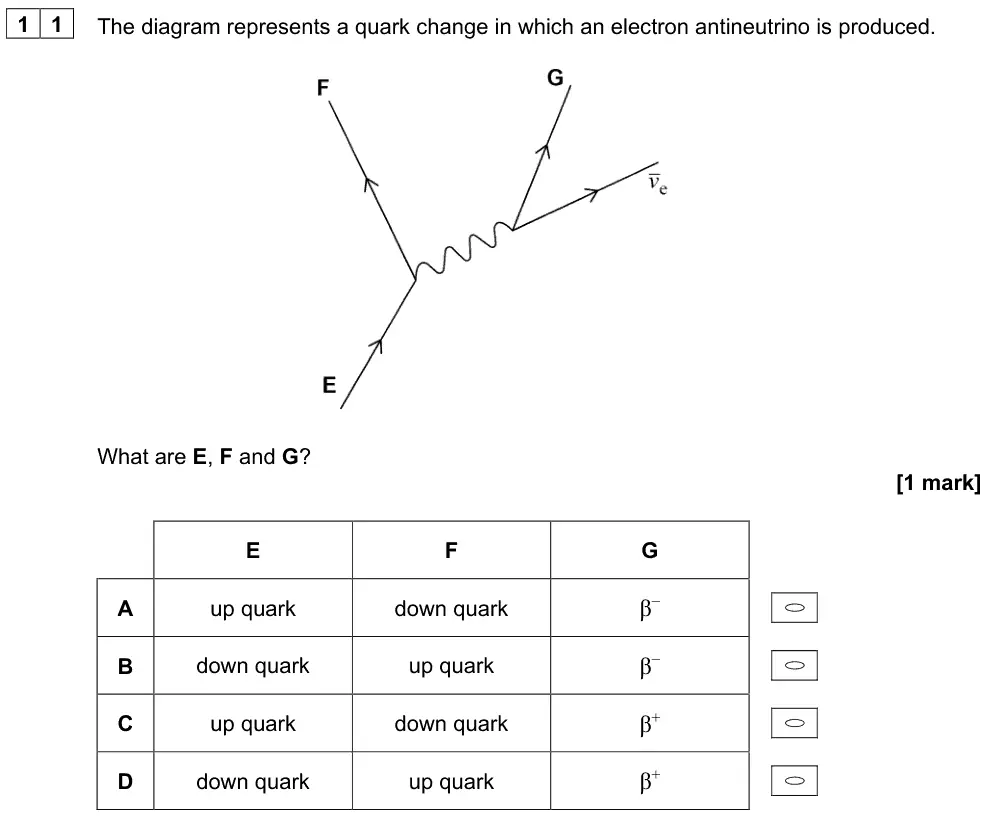 1 1 The diagram represents a quark change in which an electron antineutrino is produced.
F
G
ν̅e
E
What are E, F and G?
[1 mark]
E F G
A up quark down quark β⁻
B down quark up quark β⁻
C up quark down quark β⁺
D down quark up quark β⁺